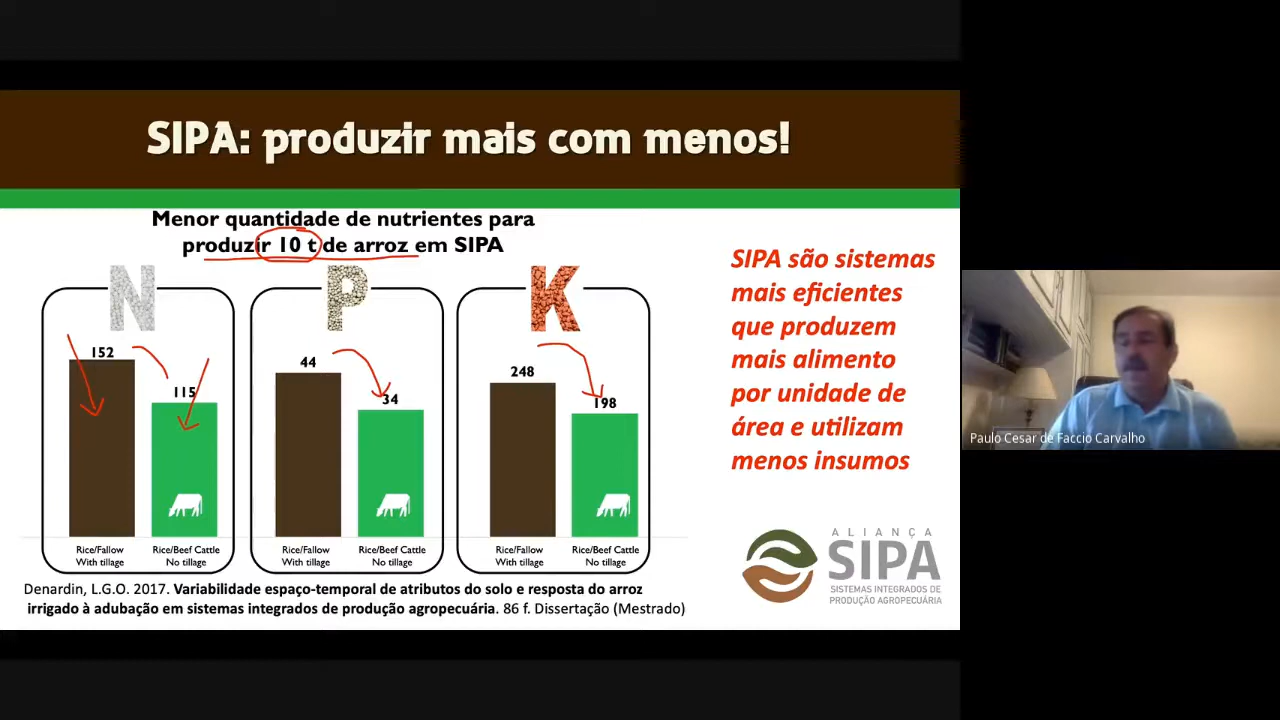 SIPA: produzir mais com menos!
Menor quantidade de nutrientes para
produzir 10 t de arroz em SIPA
N
P
K
152
115
44
34
248
198
Rice/Fallow
With tillage
Rice/Beef Cattle
No tillage
Rice/Fallow
With tillage
Rice/Beef Cattle
No tillage
Rice/Fallow
With tillage
Rice/Beef Cattle
No tillage
Denardin, L.G.O. 2017. Variabilidade espaço-temporal de atributos do solo e resposta do arroz
irrigado à adubação em sistemas integrados de produção agropecuária. 86 f. Dissertação (Mestrado)
SIPA são sistemas
mais eficientes
que produzem
mais alimento
por unidade de
área e utilizam
menos insumos
ALIANÇA
SIPA
SISTEMAS INTEGRADOS DE
PRODUÇÃO AGROPECUÁRIA
Paulo Cesar de Faccio Carvalho